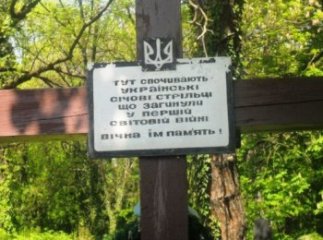 ТУТ СПОЧИВАЮТЬ
УКРАЇНСЬКІ
СІЧОВІ СТРІЛЬЦІ
ЩО ЗАГИНУЛИ
У ПЕРШІЙ
СВІТОВІЙ ВІЙНІ
ВІЧНА ЇМ ПАМ'ЯТЬ!